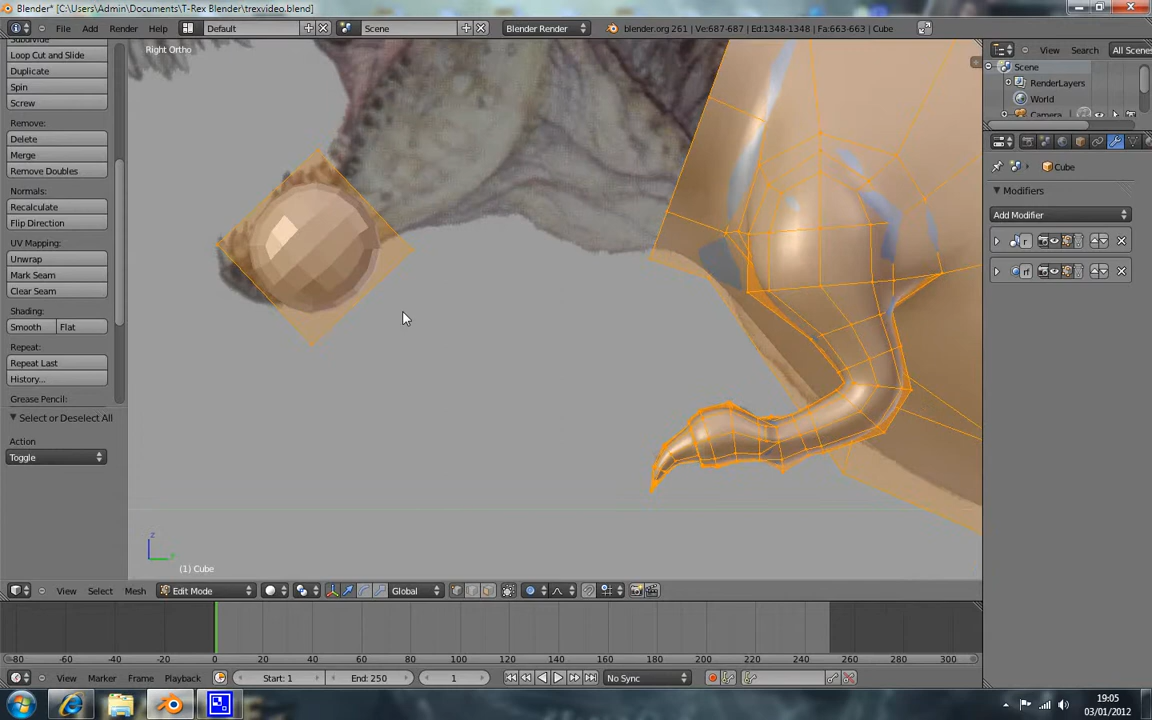 Blender* [C:\Users\Admin\Documents\T-Rex Blender\trexvideo.blend]
File Add Render Help Default Scene Blender Render blender.org 261 | Ve:687-687 | Ed:1348-1348 | Fa:663-663 | Cube
View Search All Scenes
Right Ortho
Loop Cut and Slide
Duplicate
Spin
Screw
Remove:
Delete
Merge
Remove Doubles
Normals:
Recalculate
Flip Direction
UV Mapping:
Unwrap
Mark Seam
Clear Seam
Shading:
Smooth Flat
Repeat:
Repeat Last
History...
Grease Pencil:
Select or Deselect All
Action
Toggle
Scene
RenderLayers
World
Camera
Cube
Modifiers
Add Modifier
z
(1) Cube
View Select Mesh Edit Mode Global
-80 -60 -40 -20 0 20 40 60 80 100 120 140 160 180 200 220 240 260 280 300
View Marker Frame Playback Start: 1 End: 250 1 No Sync
19:05
03/01/2012